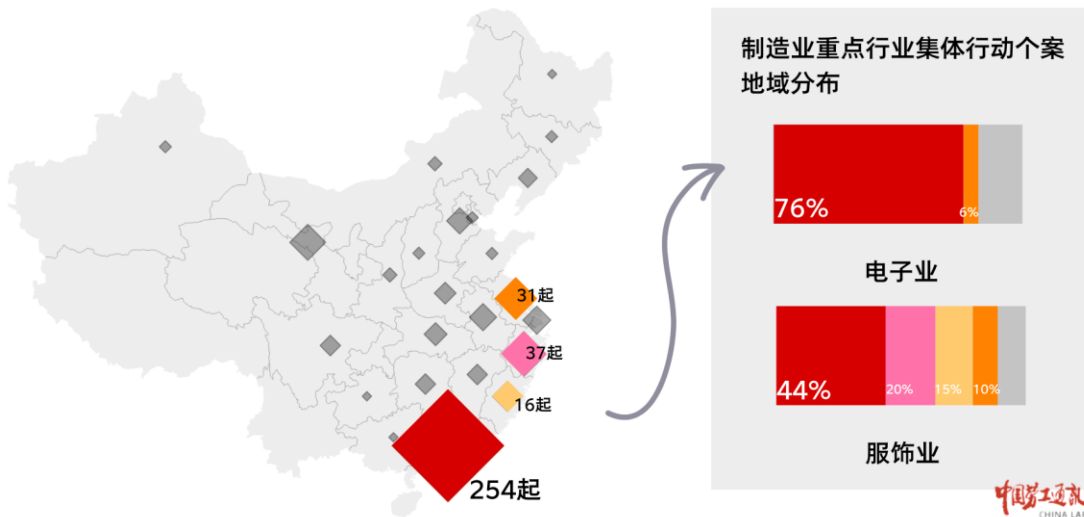 制造业重点行业集体行动个案
地域分布
76%
6%
电子业
31起
37起
16起
254起
44%
20%
15%
10%
服饰业
中国劳工通讯
CHINA LA